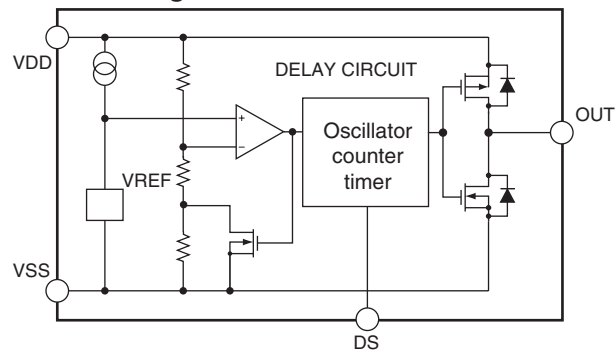 VDD
DELAY CIRCUIT
OUT
+
−
Oscillator
counter
timer
VREF
VSS
DS